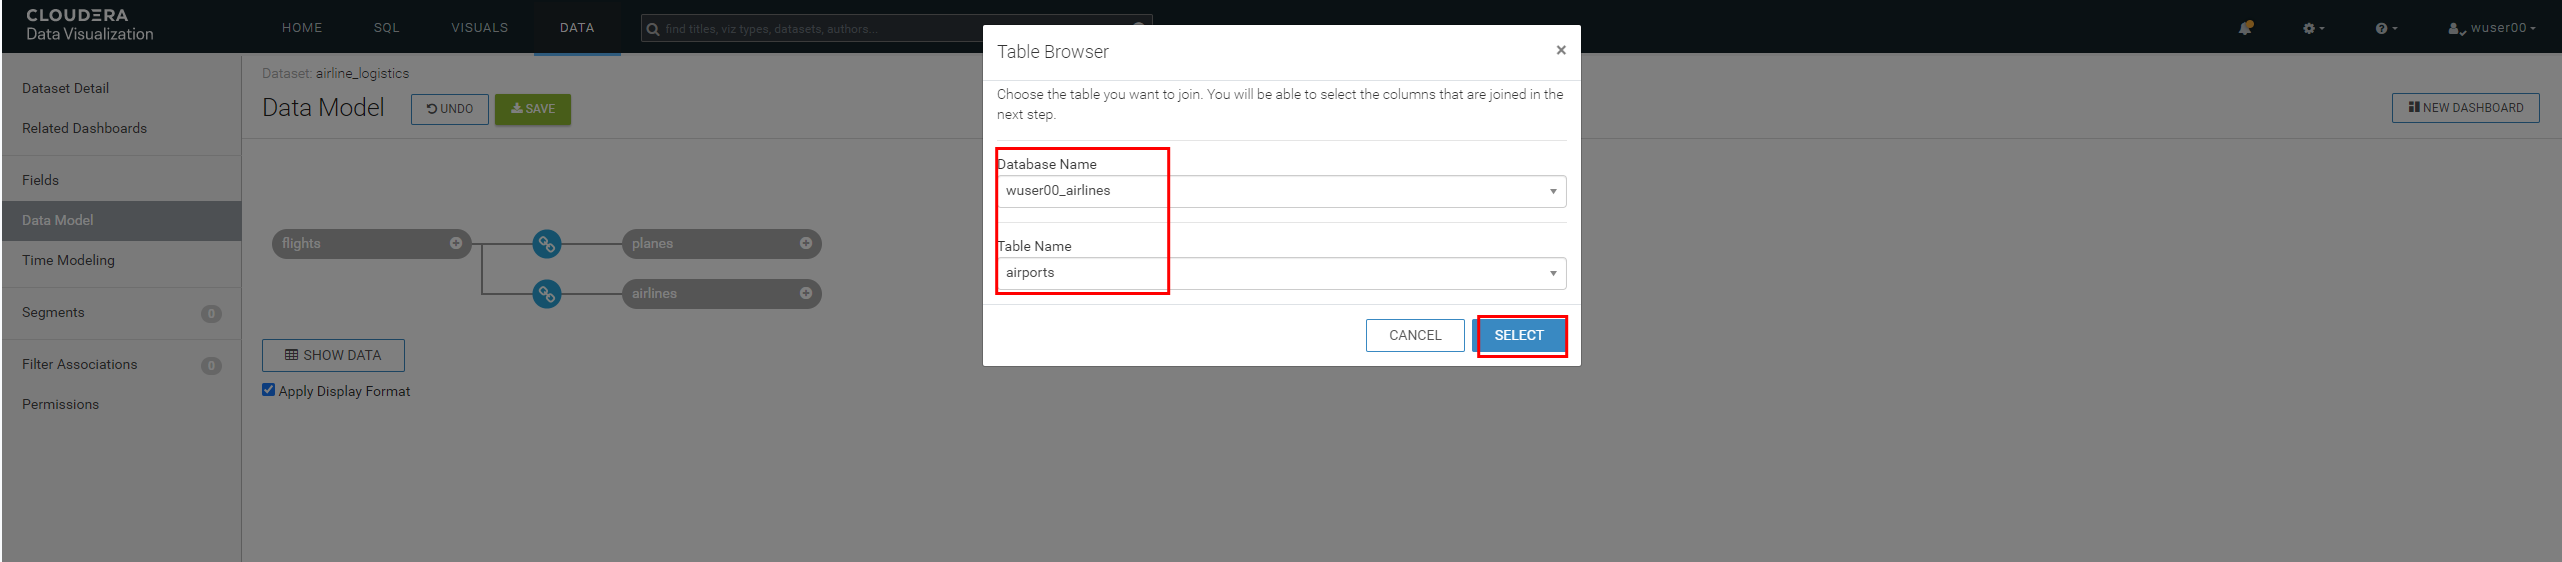 CLOUDERA
Data Visualization
HOME
SQL
VISUALS
DATA
find titles, viz types, datasets, authors...
wuser00
Dataset Detail
Related Dashboards
Fields
Data Model
Time Modeling
Segments 0
Filter Associations 0
Permissions
Dataset: airline_logistics
Data Model
UNDO
SAVE
NEW DASHBOARD
flights
planes
airlines
SHOW DATA
Apply Display Format
Table Browser
×
Choose the table you want to join. You will be able to select the columns that are joined in the
next step.
Database Name
wuser00_airlines
Table Name
airports
CANCEL
SELECT